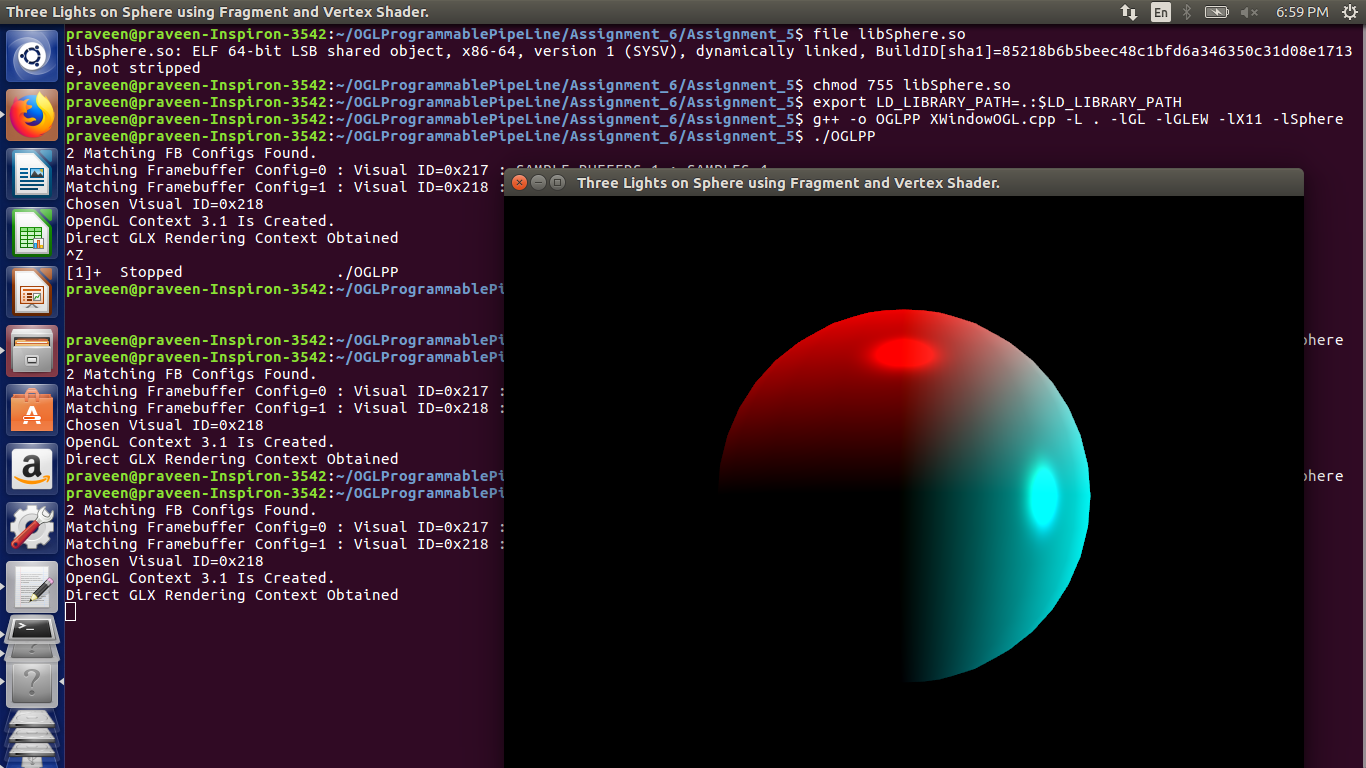 Three Lights on Sphere using Fragment and Vertex Shader.
En
6:59 PM
praveen@praveen-Inspiron-3542:~/OGLProgrammablePipeLine/Assignment_6/Assignment_5$ file libSphere.so
libSphere.so: ELF 64-bit LSB shared object, x86-64, version 1 (SYSV), dynamically linked, BuildID[sha1]=85218b6b5beec48c1bfd6a346350c31d08e1713
e, not stripped
praveen@praveen-Inspiron-3542:~/OGLProgrammablePipeLine/Assignment_6/Assignment_5$ chmod 755 libSphere.so
praveen@praveen-Inspiron-3542:~/OGLProgrammablePipeLine/Assignment_6/Assignment_5$ export LD_LIBRARY_PATH=.:$LD_LIBRARY_PATH
praveen@praveen-Inspiron-3542:~/OGLProgrammablePipeLine/Assignment_6/Assignment_5$ g++ -o OGLPP XWindowOGL.cpp -L . -lGL -lGLEW -lX11 -lSphere
praveen@praveen-Inspiron-3542:~/OGLProgrammablePipeLine/Assignment_6/Assignment_5$ ./OGLPP
2 Matching FB Configs Found.
Matching Framebuffer Config=0 : Visual ID=0x217 : SAMPLE_BUFFERS=1 : SAMPLES=
Matching Framebuffer Config=1 : Visual ID=0x218 :
Chosen Visual ID=0x218
OpenGL Context 3.1 Is Created.
Direct GLX Rendering Context Obtained
^Z
[1]+  Stopped                 ./OGLPP
praveen@praveen-Inspiron-3542:~/OGLProgrammablePi
praveen@praveen-Inspiron-3542:~/OGLProgrammablePi phere
praveen@praveen-Inspiron-3542:~/OGLProgrammablePi
2 Matching FB Configs Found.
Matching Framebuffer Config=0 : Visual ID=0x217 :
Matching Framebuffer Config=1 : Visual ID=0x218 :
Chosen Visual ID=0x218
OpenGL Context 3.1 Is Created.
Direct GLX Rendering Context Obtained
praveen@praveen-Inspiron-3542:~/OGLProgrammablePi phere
praveen@praveen-Inspiron-3542:~/OGLProgrammablePi
2 Matching FB Configs Found.
Matching Framebuffer Config=0 : Visual ID=0x217 :
Matching Framebuffer Config=1 : Visual ID=0x218 :
Chosen Visual ID=0x218
OpenGL Context 3.1 Is Created.
Direct GLX Rendering Context Obtained
Three Lights on Sphere using Fragment and Vertex Shader.